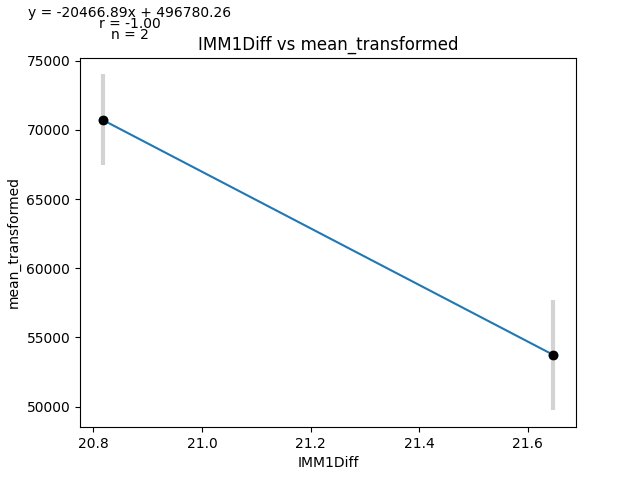 y = -20466.89x + 496780.26
r = -1.00
n = 2
IMM1Diff vs mean_transformed
75000
70000
65000
60000
55000
50000
mean_transformed
20.8
21.0
21.2
21.4
21.6
IMM1Diff